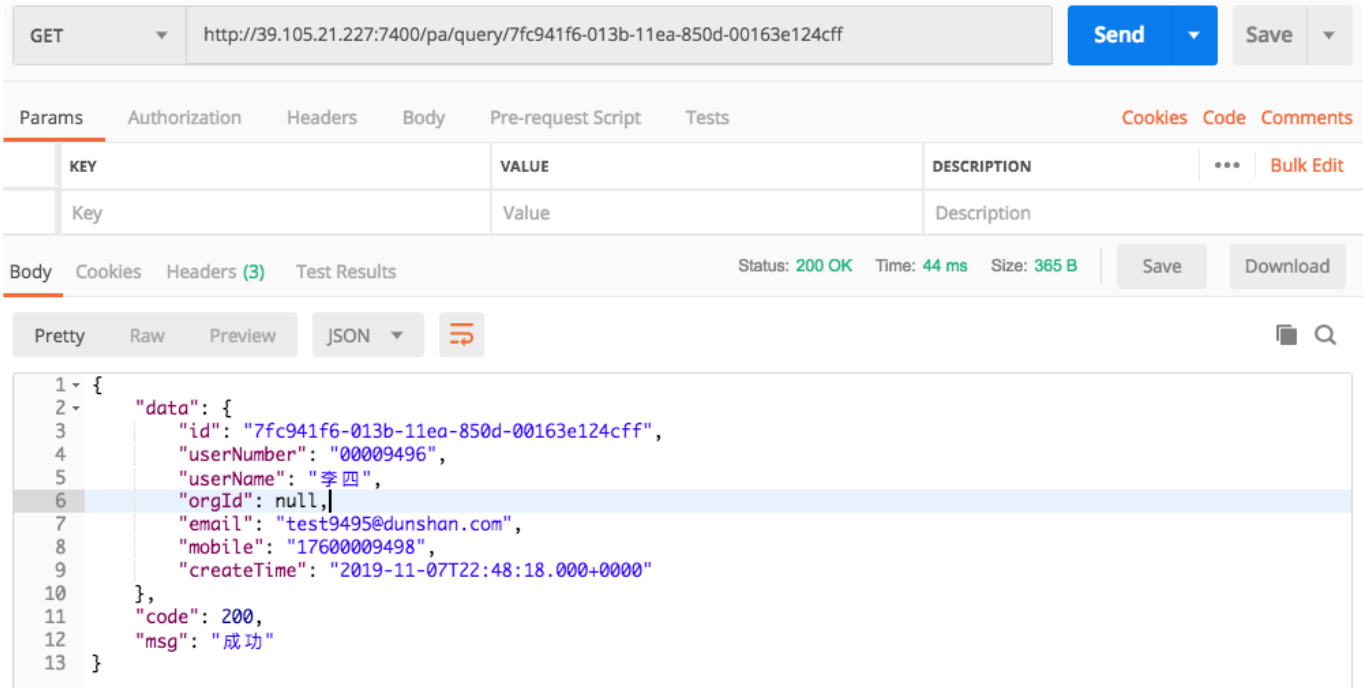 GET http://39.105.21.227:7400/pa/query/7fc941f6-013b-11ea-850d-00163e124cff Send Save
Params Authorization Headers Body Pre-request Script Tests Cookies Code Comments
KEY VALUE DESCRIPTION ••• Bulk Edit
Key Value Description
Body Cookies Headers (3) Test Results Status: 200 OK Time: 44 ms Size: 365 B Save Download
Pretty Raw Preview JSON
1 {
2 "data": {
3 "id": "7fc941f6-013b-11ea-850d-00163e124cff",
4 "userNumber": "00009496",
5 "userName": "李四",
6 "orgId": null,
7 "email": "test9495@dunshan.com",
8 "mobile": "17600009498",
9 "createTime": "2019-11-07T22:48:18.000+0000"
10 },
11 "code": 200,
12 "msg": "成功"
13 }